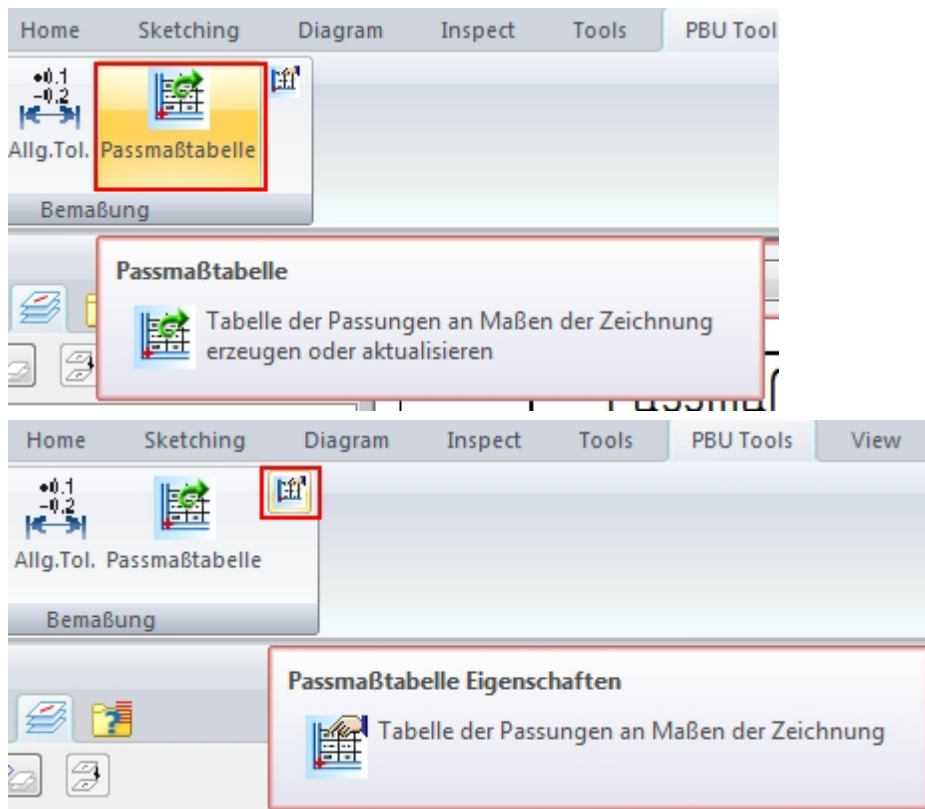 Home Sketching Diagram Inspect Tools PBU Tool
+0.1
-0.2
Allg.Tol. Passmaßtabelle
Bemaßung
Passmaßtabelle
Tabelle der Passungen an Maßen der Zeichnung
erzeugen oder aktualisieren
Home Sketching Diagram Inspect Tools PBU Tools View
+0.1
-0.2
Allg.Tol. Passmaßtabelle
Bemaßung
Passmaßtabelle Eigenschaften
?
Tabelle der Passungen an Maßen der Zeichnung